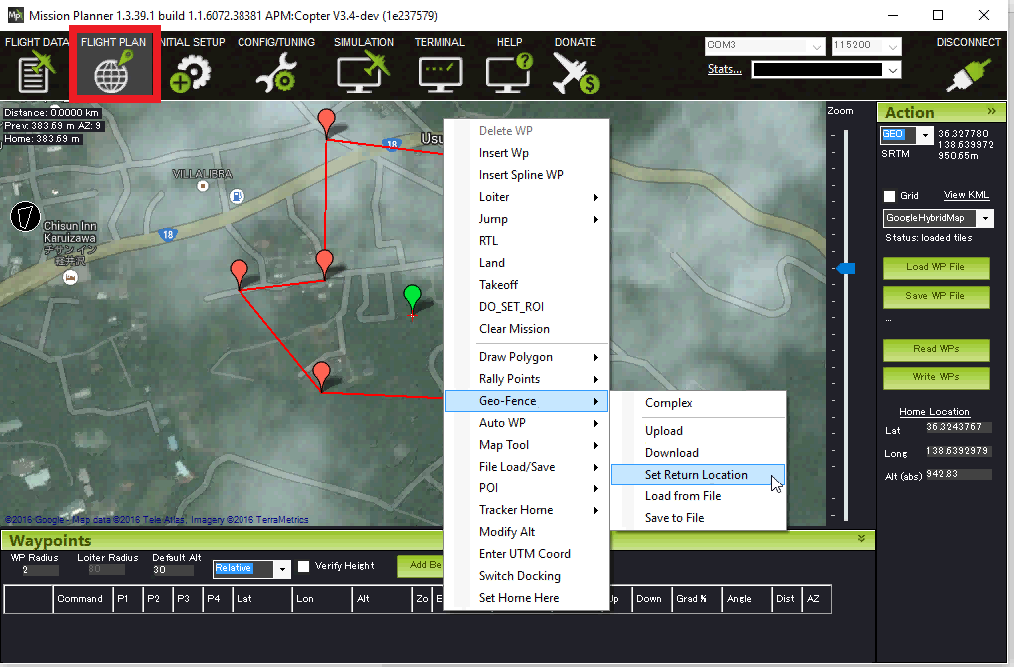 Mission Planner 1.3.39.1 build 1.1.6072.38381 APM:Copter V3.4-dev (1e237579)
FLIGHT DATA FLIGHT PLAN INITIAL SETUP CONFIG/TUNING SIMULATION TERMINAL HELP DONATE
COM3 115200 DISCONNECT
Stats...
Distance: 0.0000 km
Prev: 383.69 m AZ: 9
Home: 383.69 m
VILLALIBRA
18
Usu
Chisun Inn
Karuizawa
チサン イン
軽井沢
18
©2016 Google - Map data ©2016 Tele Atlas, Imagery ©2016 TerraMetrics
Delete WP
Insert Wp
Insert Spline WP
Loiter
Jump
RTL
Land
Takeoff
DO_SET_ROI
Clear Mission
Draw Polygon
Rally Points
Geo-Fence
Auto WP
Map Tool
File Load/Save
POI
Tracker Home
Modify Alt
Enter UTM Coord
Switch Docking
Set Home Here
Complex
Upload
Download
Set Return Location
Load from File
Save to File
Zoom
Action
GEO 36.327780
138.639972
SRTM 950.65m
Grid View KML
GoogleHybridMap
Status: loaded tiles
Load WP File
Save WP File
...
Read WPs
Write WPs
Home Location
Lat 36.3243767
Long 138.6392979
Alt (abs) 942.83
Waypoints
WP Radius Loiter Radius Default Alt
2 80 30 Relative Verify Height Add Be
Command P1 P2 P3 P4 Lat Lon Alt Zo E Up Down Grad % Angle Dist AZ